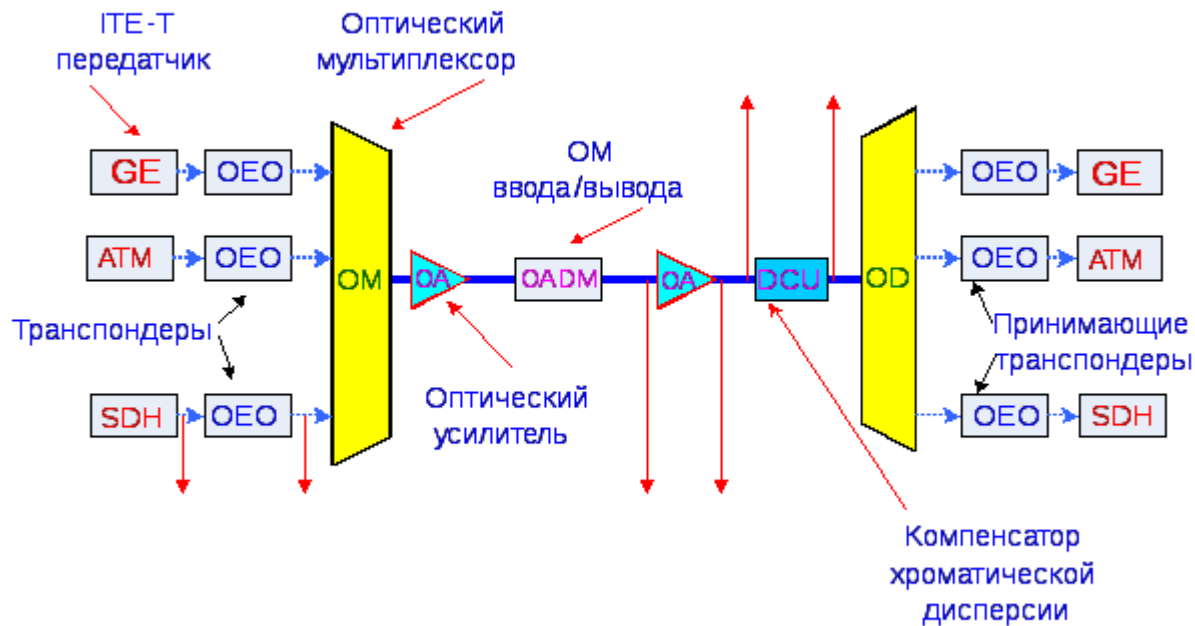 ITE-T
передатчик
Оптический
мультиплексор
ОМ
ввода/вывода
GE
OEO
OEO
GE
ATM
OEO
OM
OA
OADM
OA
DCU
OD
OEO
ATM
Транспондеры
Принимающие
транспондеры
SDH
OEO
Оптический
усилитель
OEO
SDH
Компенсатор
хроматической
дисперсии